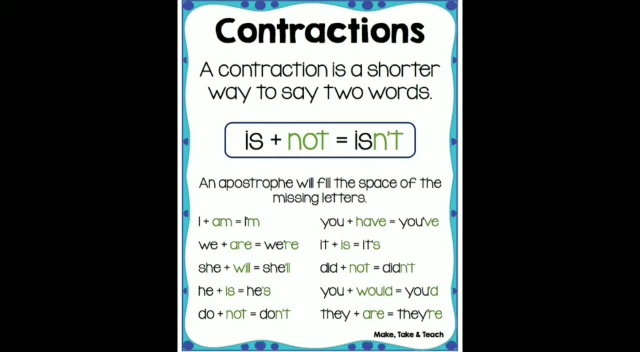 Contractions
A contraction is a shorter
way to say two words.
is + not = isn't
An apostrophe will fill the space of the
missing letters.
I + am = I'm
we + are = we're
she + will = she'll
he + is = he's
do + not = don't
you + have = you've
it + is = it's
did + not = didn't
you + would = you'd
they + are = they're
Make, Take & Teach